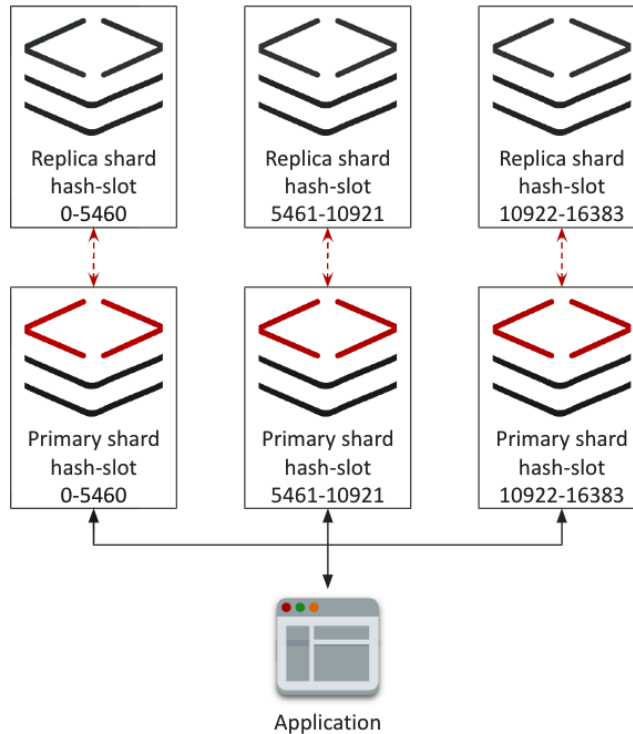 Replica shard
hash-slot
0-5460
Replica shard
hash-slot
5461-10921
Replica shard
hash-slot
10922-16383
Primary shard
hash-slot
0-5460
Primary shard
hash-slot
5461-10921
Primary shard
hash-slot
10922-16383
Application